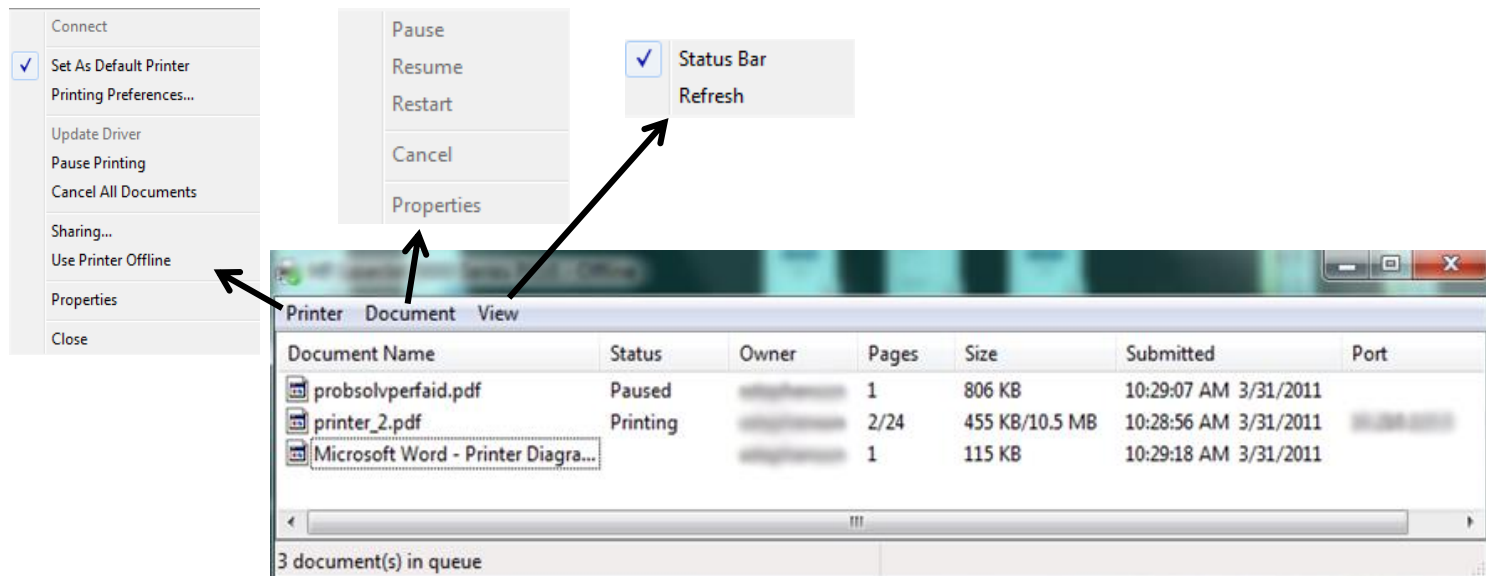 Connect
Set As Default Printer
Printing Preferences...
Update Driver
Pause Printing
Cancel All Documents
Sharing...
Use Printer Offline
Properties
Close
Pause
Resume
Restart
Cancel
Properties
Status Bar
Refresh
Offline
Printer Document View
Document Name Status Owner Pages Size Submitted Port
probsolvperfaid.pdf Paused 1 806 KB 10:29:07 AM 3/31/2011
printer_2.pdf Printing 2/24 455 KB/10.5 MB 10:28:56 AM 3/31/2011
Microsoft Word - Printer Diagra... 1 115 KB 10:29:18 AM 3/31/2011
3 document(s) in queue